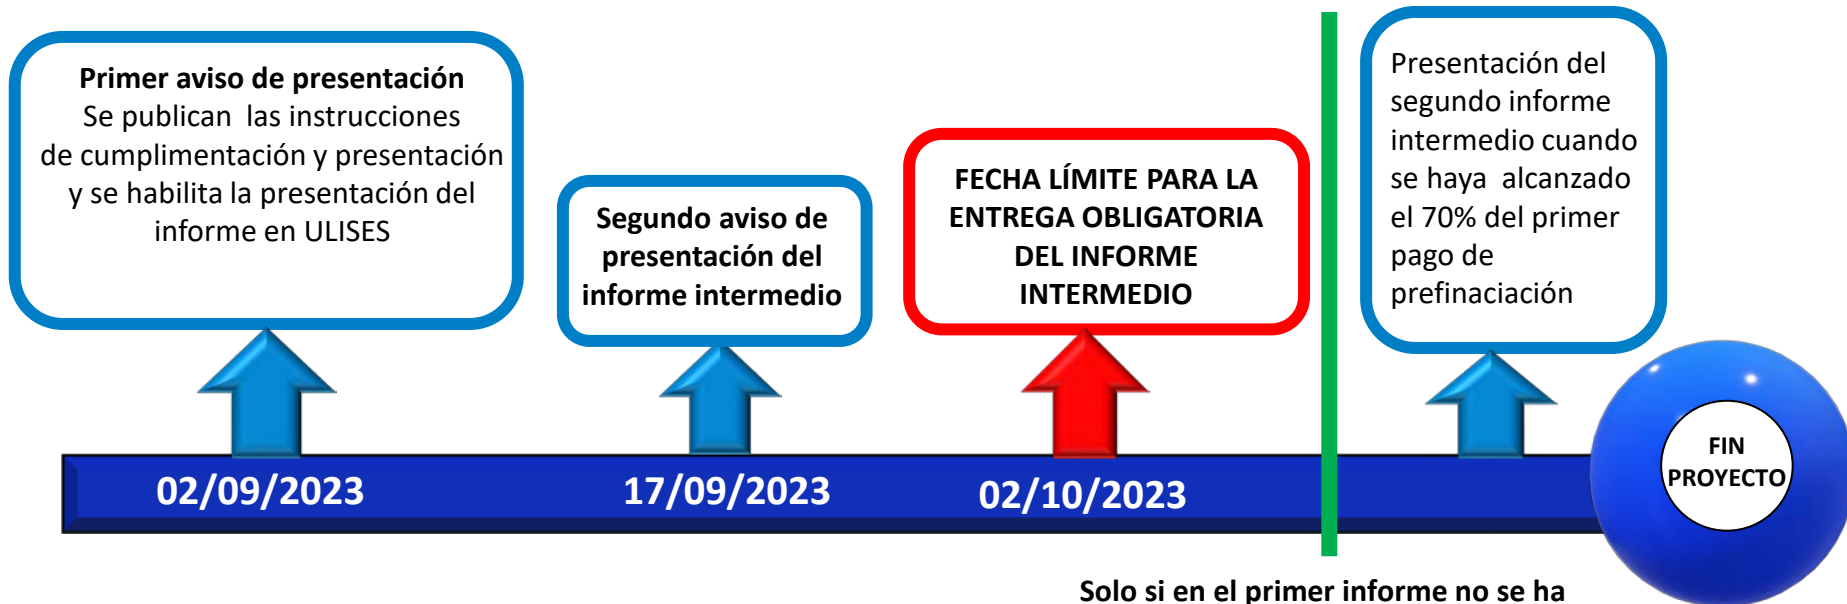 Primer aviso de presentación
Se publican las instrucciones
de cumplimentación y presentación
y se habilita la presentación del
informe en ULISES
Segundo aviso de
presentación del
informe intermedio
FECHA LÍMITE PARA LA
ENTREGA OBLIGATORIA
DEL INFORME
INTERMEDIO
Presentación del
segundo informe
intermedio cuando
se haya alcanzado
el 70% del primer
pago de
prefinaciación
02/09/2023
17/09/2023
02/10/2023
FIN
PROYECTO
Solo si en el primer informe no se ha